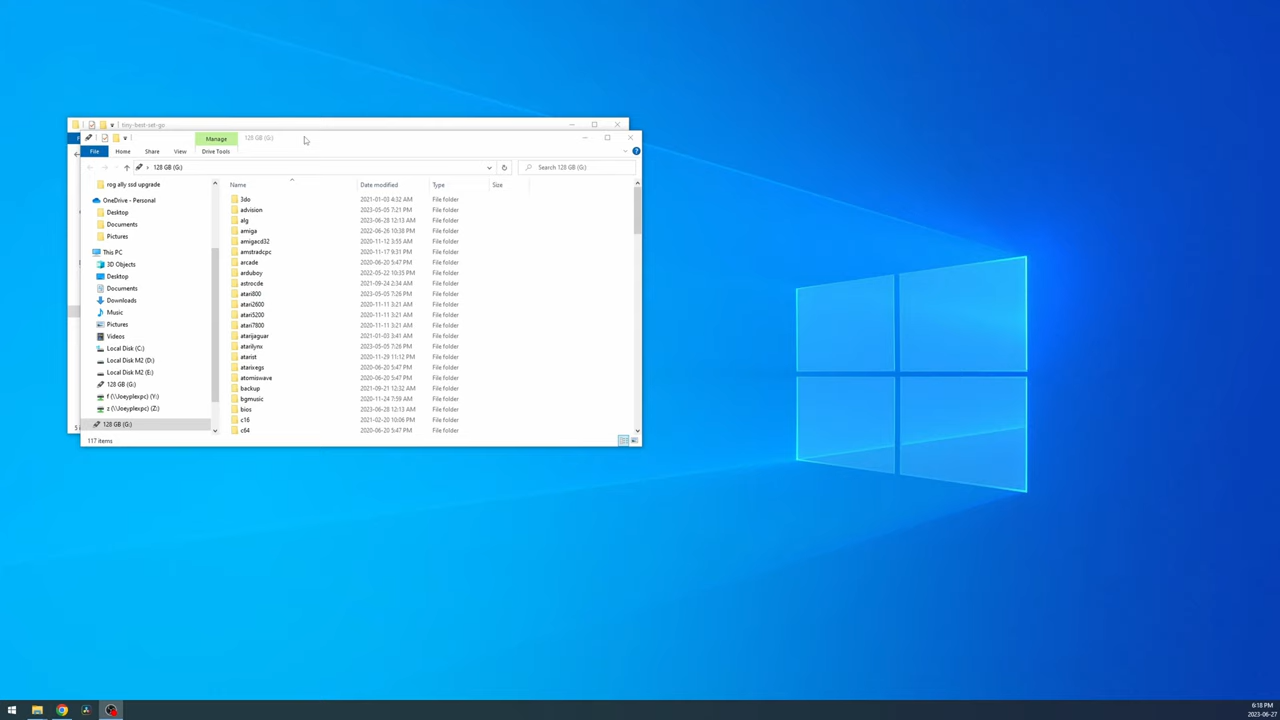 tiny-best-set-go
Manage 128 GB (G:)
File Home Share View Drive Tools
128 GB (G:) Search 128 GB (G:)
Name Date modified Type Size
rog ally ssd upgrade
OneDrive - Personal
Desktop
Documents
Pictures
This PC
3D Objects
Desktop
Documents
Downloads
Music
Pictures
Videos
Local Disk (C:)
Local Disk M2 (D:)
Local Disk M2 (E:)
128 GB (G:)
f (\\Joeyplexpc) (Y:)
z (\\Joeyplexpc) (Z:)
128 GB (G:)
3do 2021-01-03 4:32 AM File folder
advision 2023-05-05 7:21 PM File folder
alg 2023-06-28 12:13 AM File folder
amiga 2022-06-26 10:38 PM File folder
amigacd32 2020-11-12 3:55 AM File folder
amstradcpc 2020-11-17 9:31 PM File folder
arcade 2020-06-20 5:47 PM File folder
arduboy 2022-05-22 10:35 PM File folder
astrocde 2021-09-24 2:34 AM File folder
atari800 2023-05-05 7:26 PM File folder
atari2600 2020-11-11 3:21 AM File folder
atari5200 2020-11-11 3:21 AM File folder
atari7800 2020-11-11 3:21 AM File folder
atarijaguar 2021-01-03 3:41 AM File folder
atarilynx 2023-05-05 7:26 PM File folder
atarist 2020-11-29 11:12 PM File folder
atarixegs 2020-06-20 5:47 PM File folder
atomiswave 2020-06-20 5:47 PM File folder
backup 2021-09-21 12:32 AM File folder
bgmusic 2020-11-24 7:59 AM File folder
bios 2023-06-28 12:13 AM File folder
c16 2021-02-20 10:06 PM File folder
c64 2020-06-20 5:47 PM File folder
117 items
6:18 PM
2023-06-27